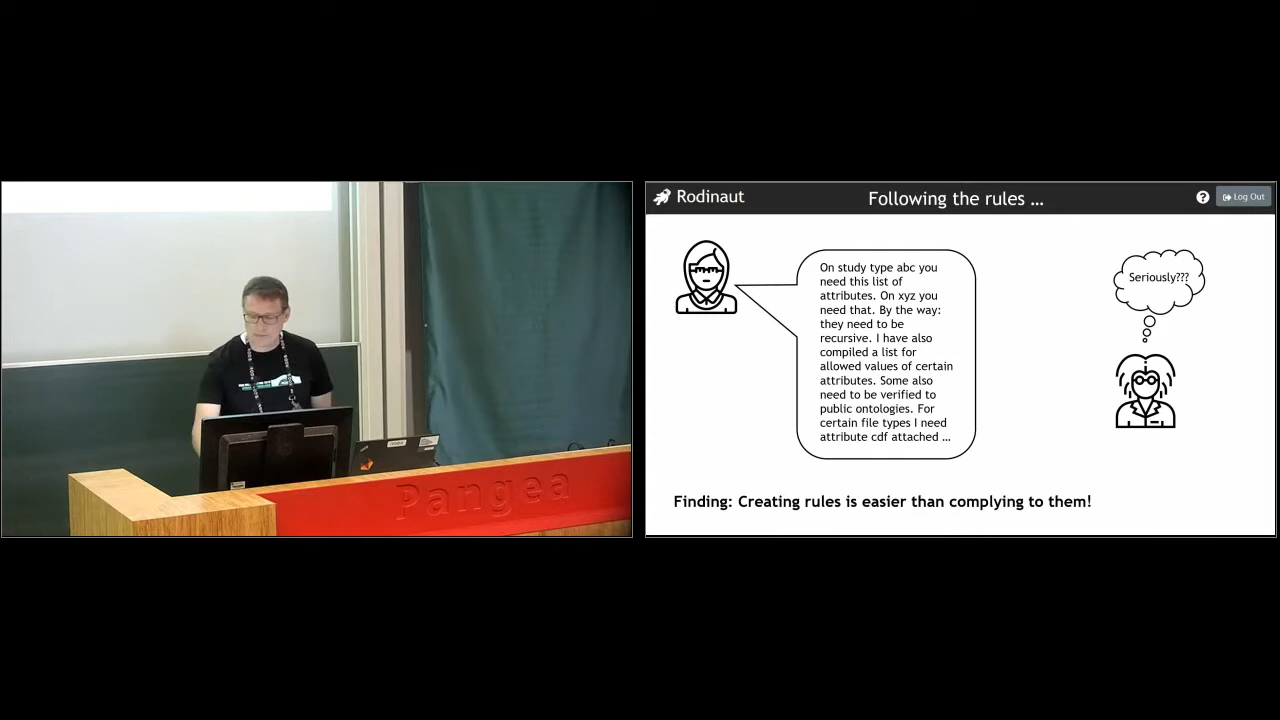 Pangea
Rodinaut
Following the rules ...
Log Out
On study type abc you
need this list of
attributes. On xyz you
need that. By the way:
they need to be
recursive. I have also
compiled a list for
allowed values of certain
attributes. Some also
need to be verified to
public ontologies. For
certain file types I need
attribute cdf attached ...
Seriously???
Finding: Creating rules is easier than complying to them!